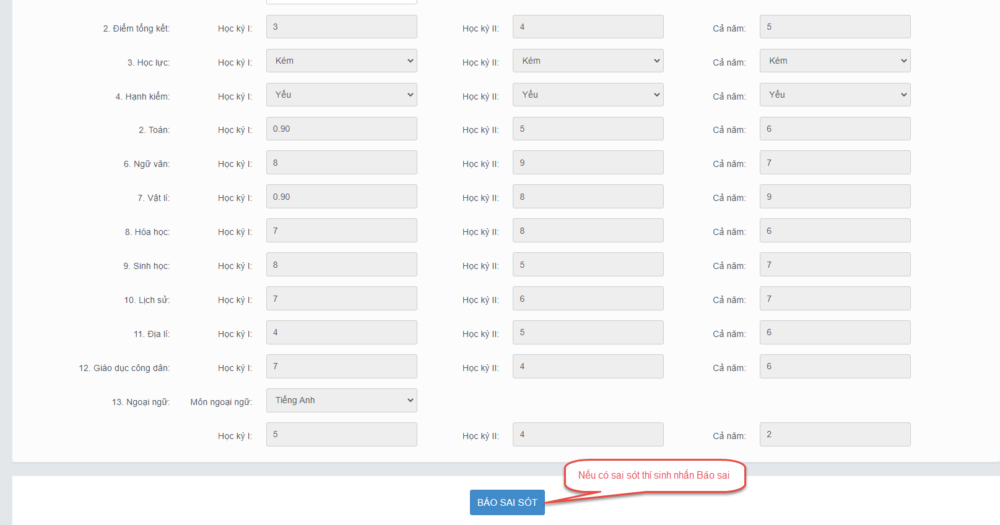 2. Điểm tổng kết: Học kỳ I: 3 Học kỳ II: 4 Cả năm: 5
3. Học lực: Học kỳ I: Kém Học kỳ II: Kém Cả năm: Kém
4. Hạnh kiểm: Học kỳ I: Yếu Học kỳ II: Yếu Cả năm: Yếu
2. Toán: Học kỳ I: 0.90 Học kỳ II: 5 Cả năm: 6
6. Ngữ văn: Học kỳ I: 8 Học kỳ II: 9 Cả năm: 7
7. Vật lí: Học kỳ I: 0.90 Học kỳ II: 8 Cả năm: 9
8. Hóa học: Học kỳ I: 7 Học kỳ II: 8 Cả năm: 6
9. Sinh học: Học kỳ I: 8 Học kỳ II: 5 Cả năm: 7
10. Lịch sử: Học kỳ I: 7 Học kỳ II: 6 Cả năm: 7
11. Địa lí: Học kỳ I: 4 Học kỳ II: 5 Cả năm: 6
12. Giáo dục công dân: Học kỳ I: 7 Học kỳ II: 4 Cả năm: 6
13. Ngoại ngữ: Môn ngoại ngữ: Tiếng Anh
Học kỳ I: 5 Học kỳ II: 4 Cả năm: 2
Nếu có sai sót thí sinh nhấn Báo sai
BÁO SAI SÓT